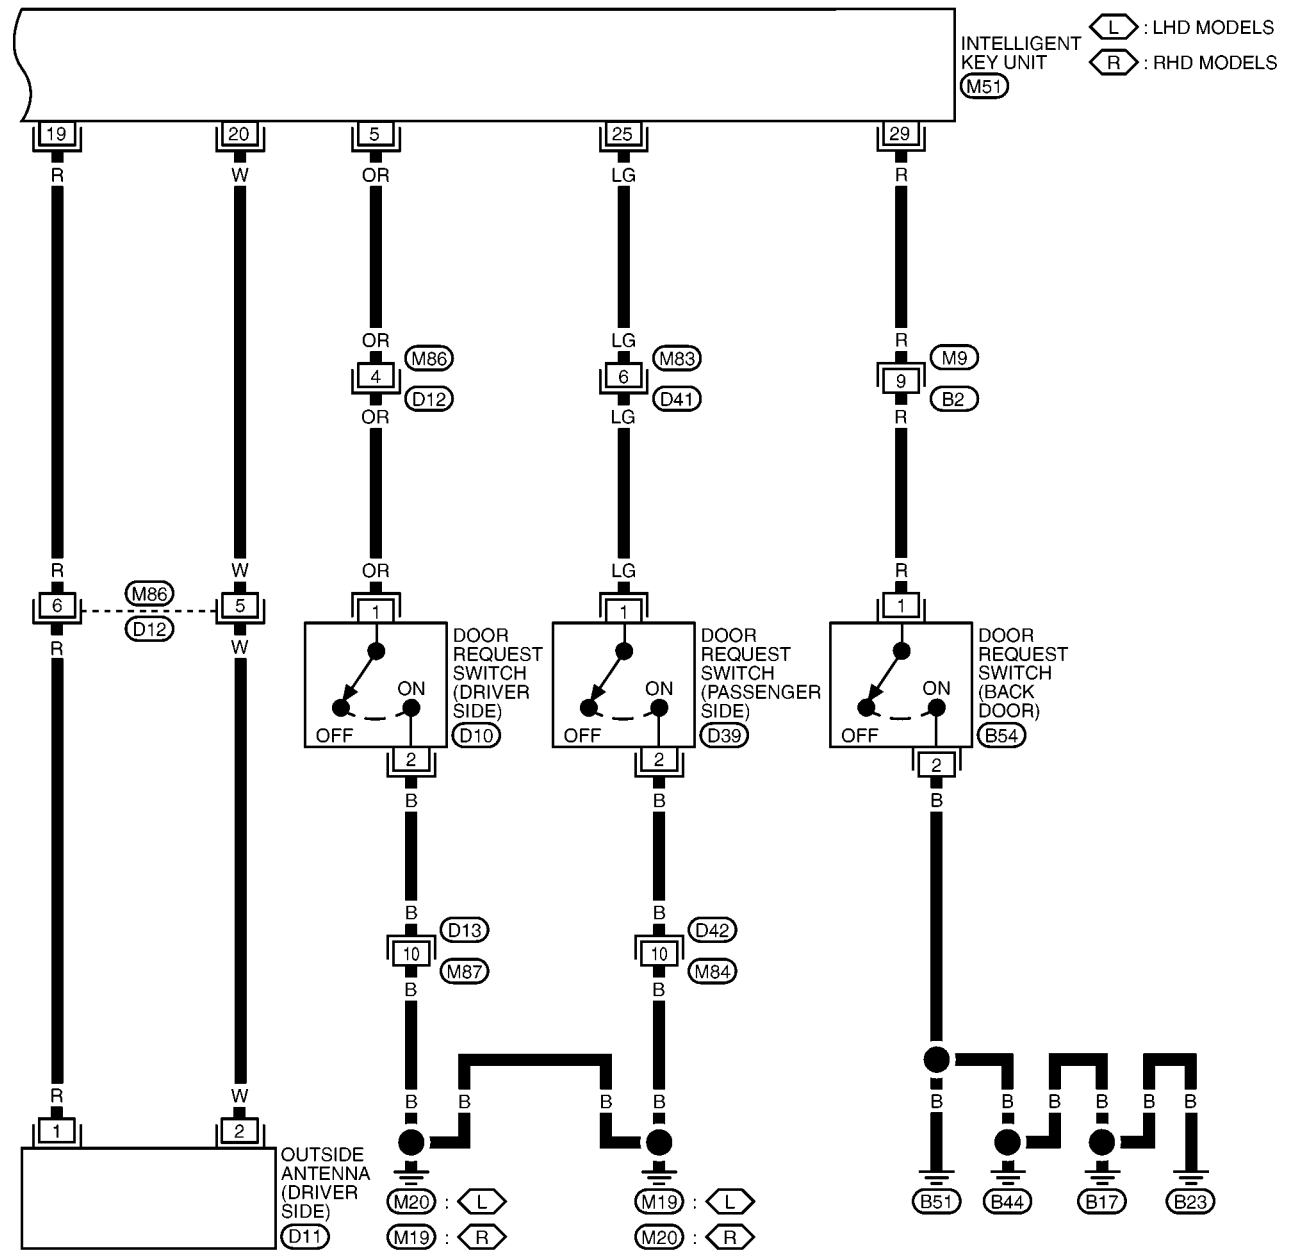 INTELLIGENT
KEY UNIT
M51
L : LHD MODELS
R : RHD MODELS
19 20 5 25 29
R W OR LG R
OR LG R
M86 M83 M9
4 6 9
D12 D41 B2
OR LG R
R W OR LG R
M86
6 5 1 1 1
D12
R W
DOOR
REQUEST
SWITCH
(DRIVER
SIDE)
D10
ON
OFF
DOOR
REQUEST
SWITCH
(PASSENGER
SIDE)
D39
ON
OFF
DOOR
REQUEST
SWITCH
(BACK
DOOR)
B54
ON
OFF
2 2 2
B B B
B B
D13 D42
10 10
M87 M84
B B
R W B B B B B B B B B
1 2
OUTSIDE
ANTENNA
(DRIVER
SIDE)
D11
M20 : L
M19 : R
M19 : L
M20 : R
B51 B44 B17 B23